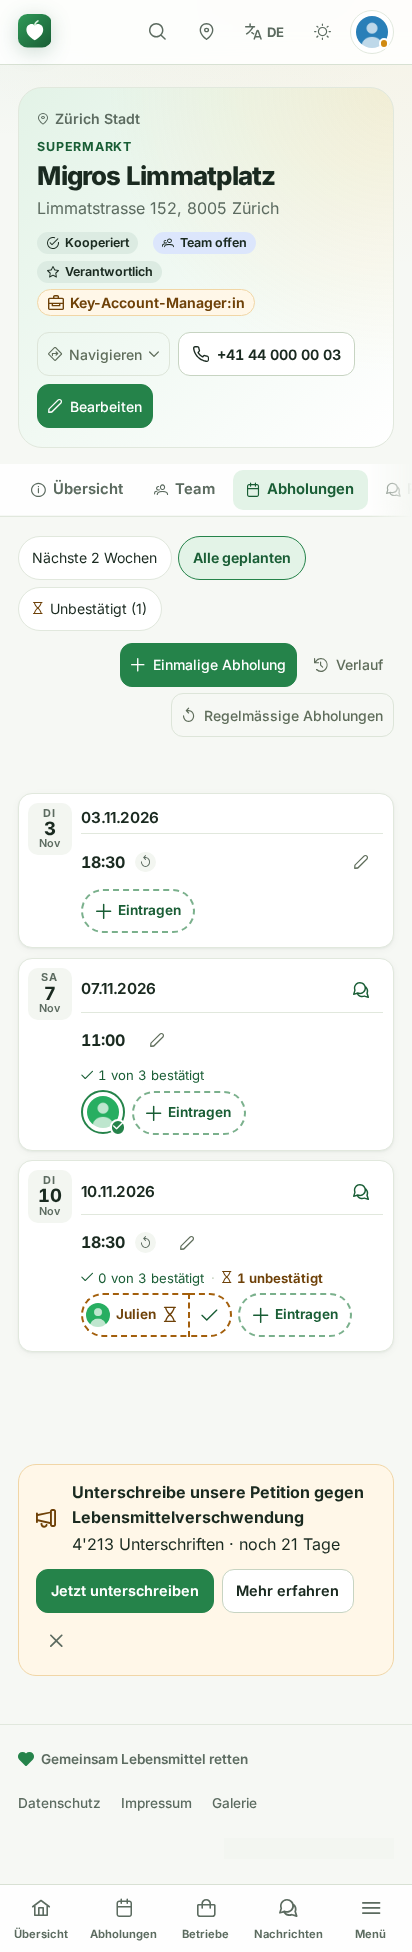 DE
Zürich Stadt
SUPERMARKT
Migros Limmatplatz
Limmatstrasse 152, 8005 Zürich
Kooperiert Team offen
Verantwortlich
Key-Account-Manager:in
Navigieren +41 44 000 00 03
Bearbeiten
Übersicht Team Abholungen
Nächste 2 Wochen Alle geplanten
Unbestätigt (1)
Einmalige Abholung Verlauf
Regelmässige Abholungen
DI
3
Nov
03.11.2026
18:30
Eintragen
SA
7
Nov
07.11.2026
11:00
1 von 3 bestätigt
Eintragen
DI
10
Nov
10.11.2026
18:30
0 von 3 bestätigt · 1 unbestätigt
Julien Eintragen
Unterschreibe unsere Petition gegen
Lebensmittelverschwendung
4'213 Unterschriften · noch 21 Tage
Jetzt unterschreiben Mehr erfahren
Gemeinsam Lebensmittel retten
Datenschutz Impressum Galerie
Übersicht Abholungen Betriebe Nachrichten Menü